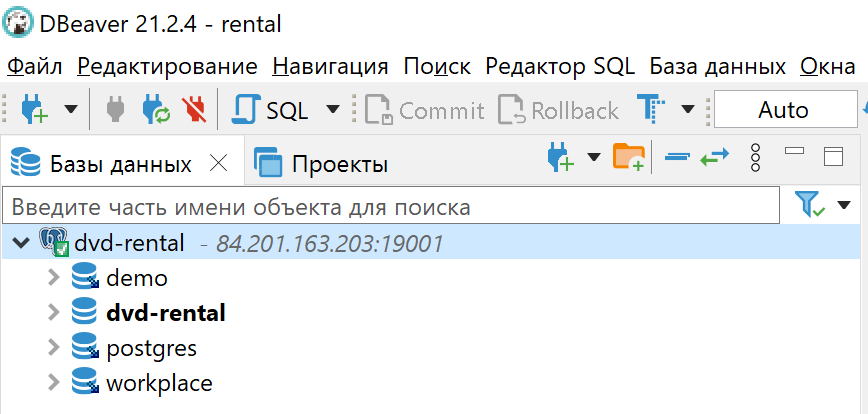 DBeaver 21.2.4 - rental
Файл Редактирование Навигация Поиск Редактор SQL База данных Окна
SQL Commit Rollback Auto
Базы данных Проекты
Введите часть имени объекта для поиска
dvd-rental - 84.201.163.203:19001
demo
dvd-rental
postgres
workplace